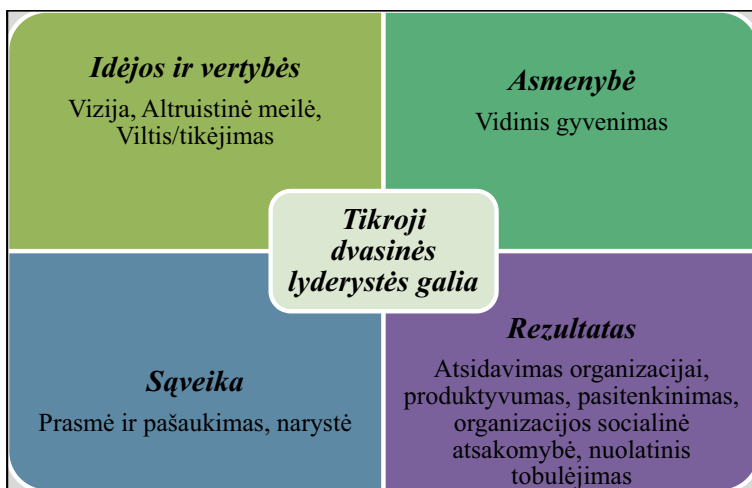 Idėjos ir vertybės
Vizija, Altruistinė meilė,
Viltis/tikėjimas
Asmenybė
Vidinis gyvenimas
Tikroji
dvasinės
lyderystės galia
Sąveika
Prasmė ir pašaukimas, narystė
Rezultatas
Atsidavimas organizacijai,
produktyvumas, pasitenkinimas,
organizacijos socialinė
atsakomybė, nuolatinis
tobulėjimas